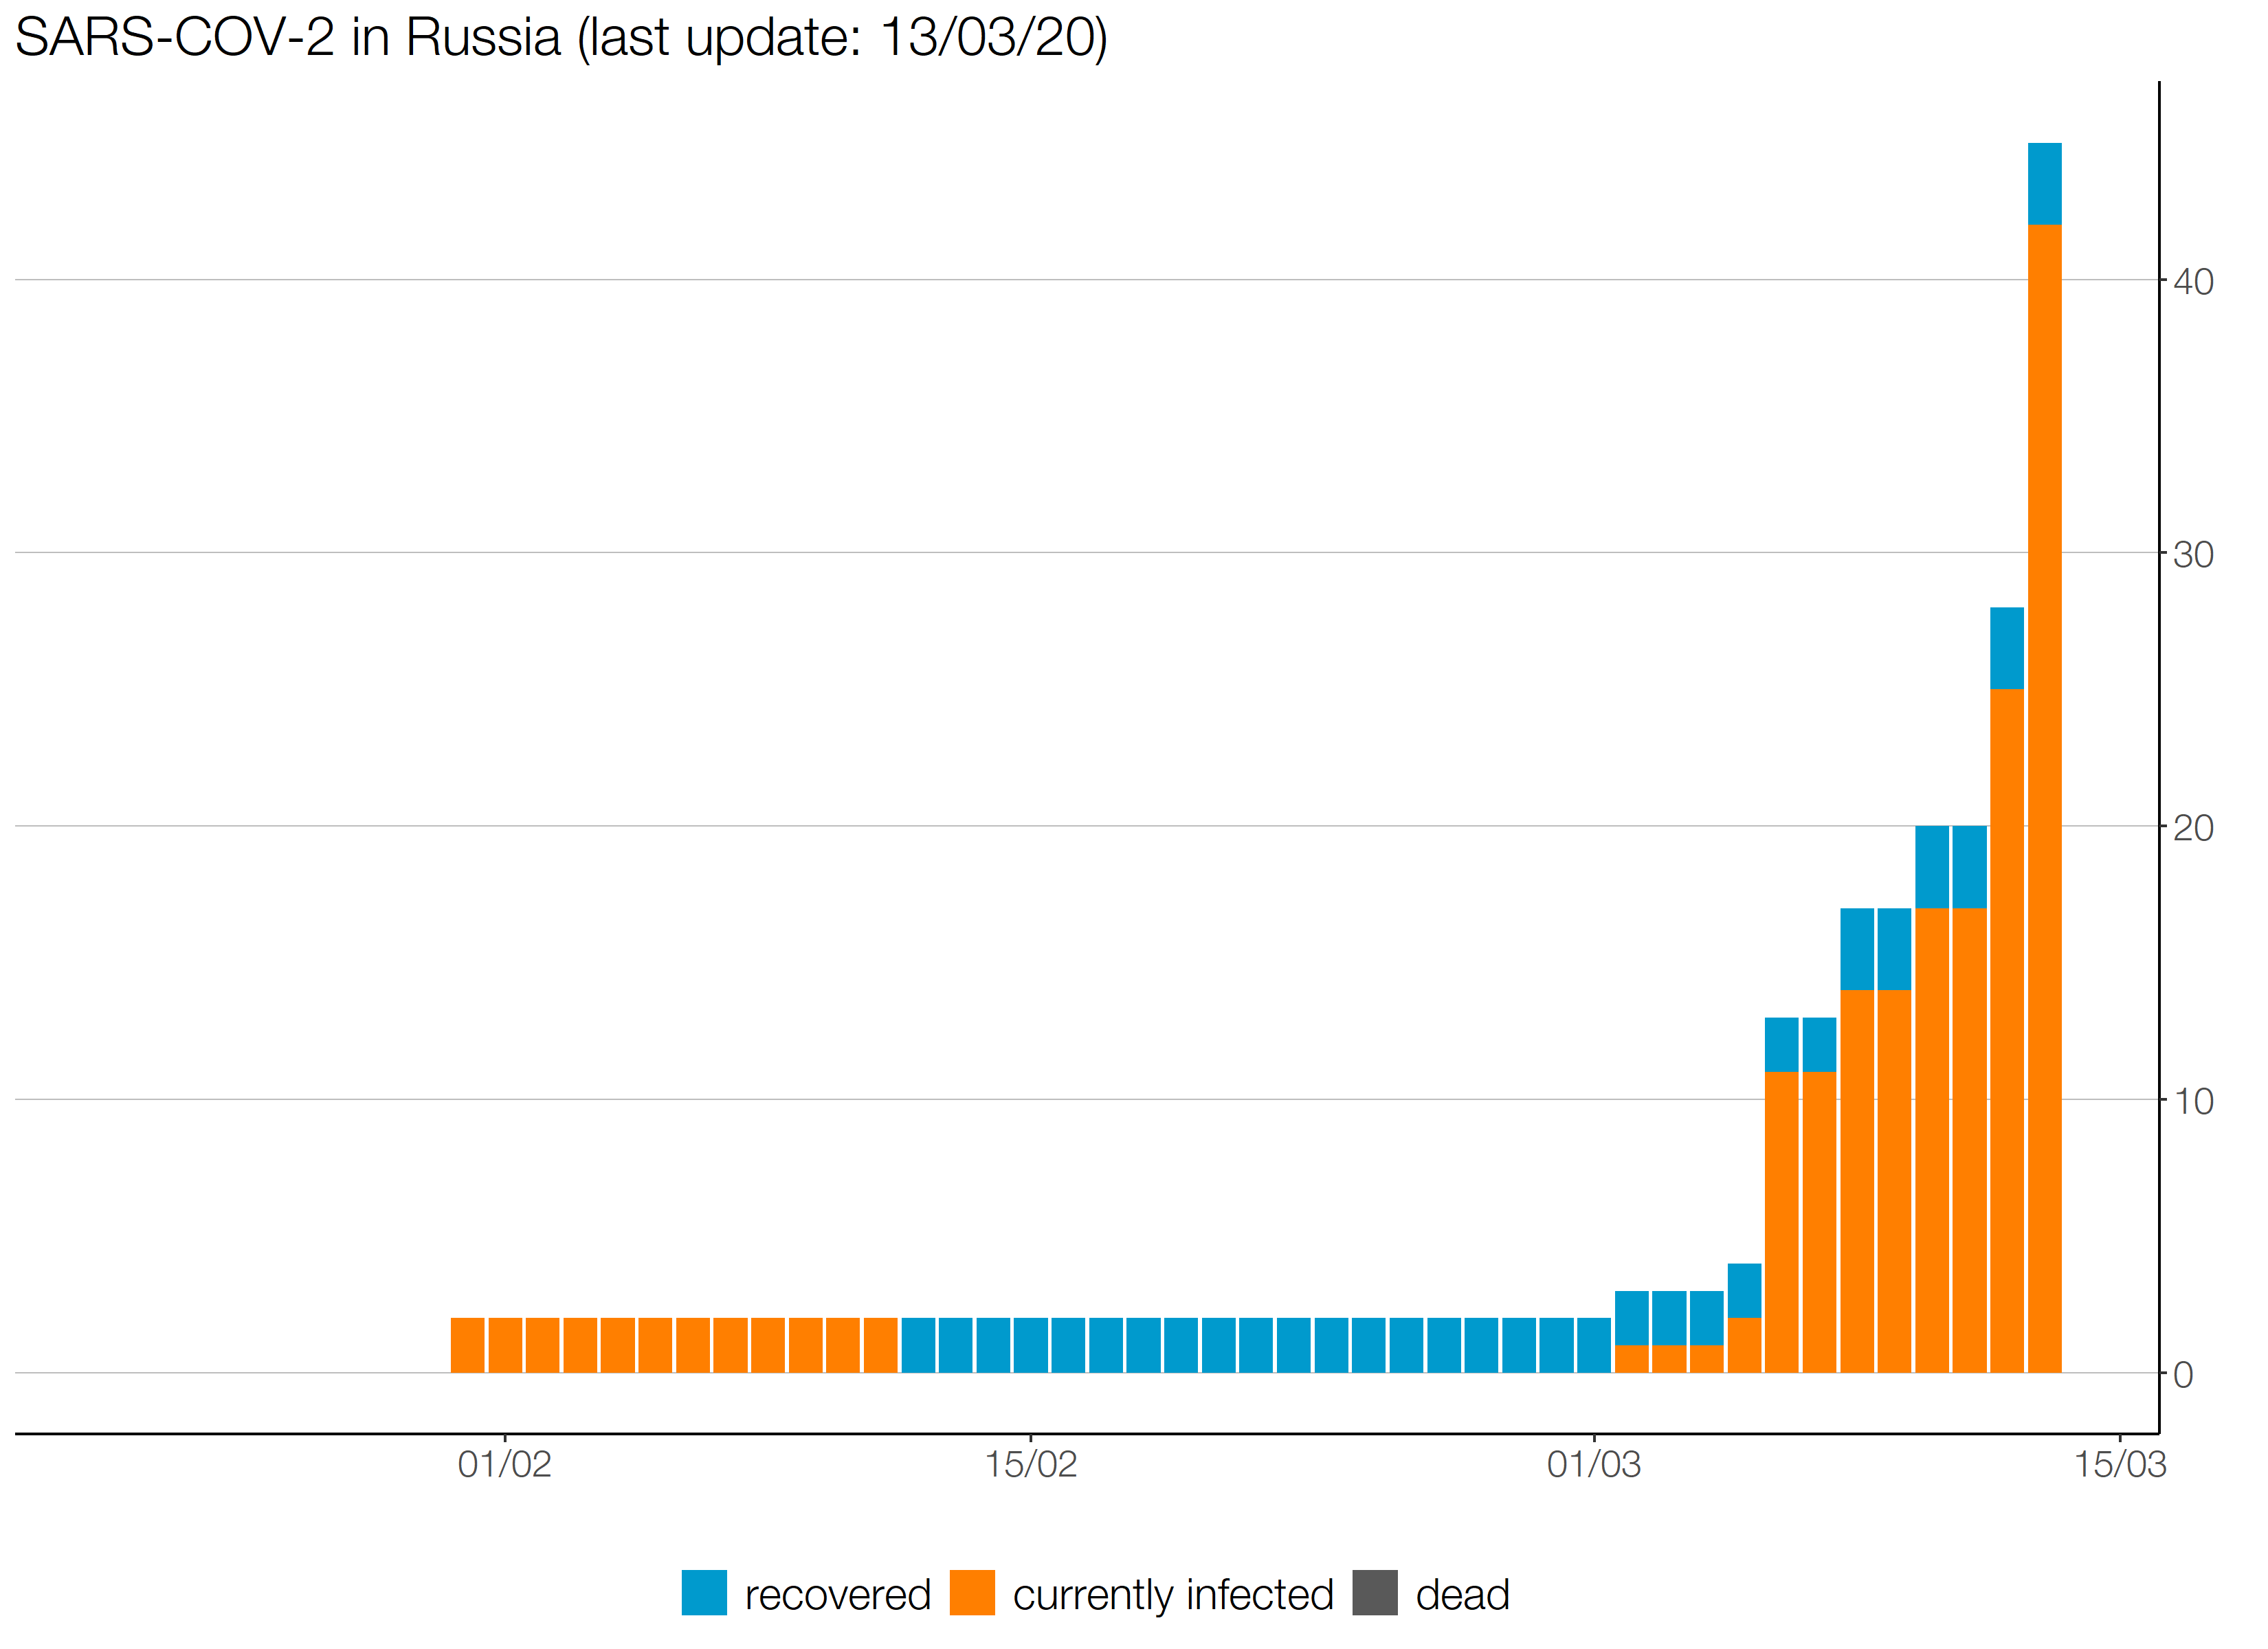 SARS-COV-2 in Russia (last update: 13/03/20)
40
30
20
10
0
01/02 15/02 01/03 15/03
recovered currently infected dead